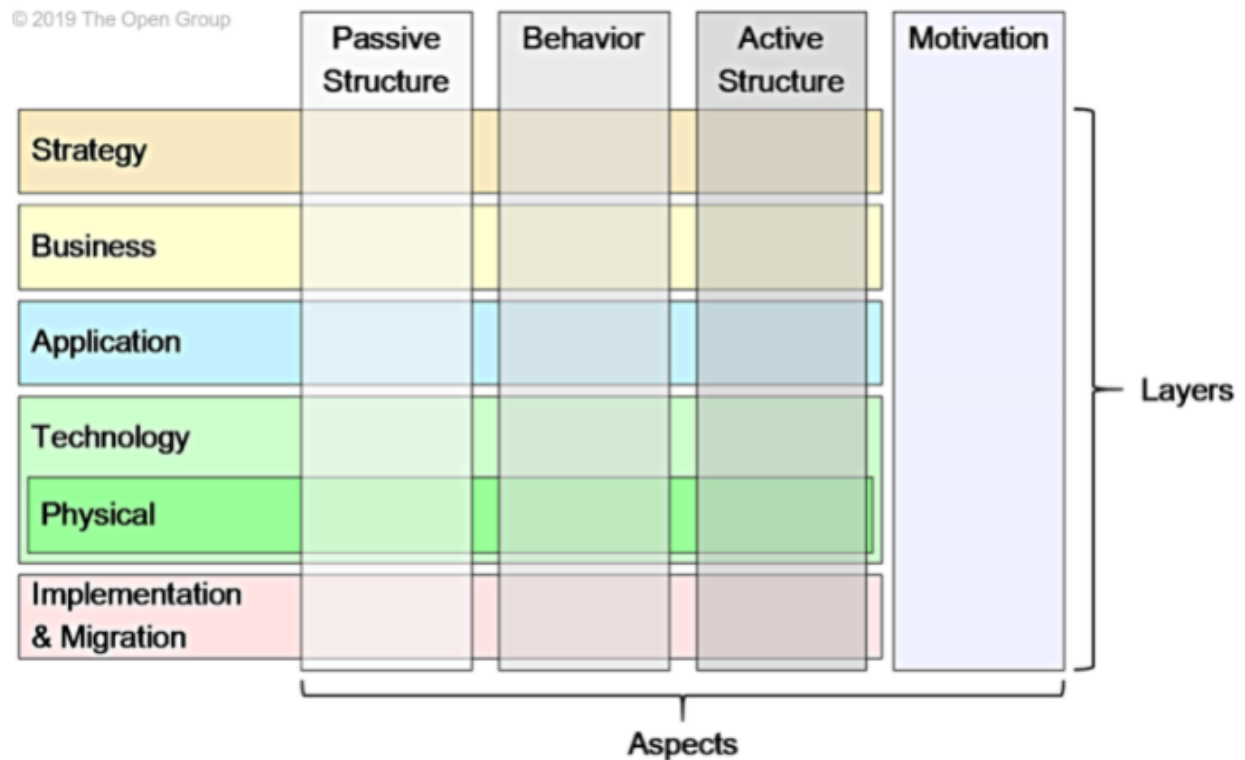 © 2019 The Open Group
Passive
Structure
Behavior
Active
Structure
Motivation
Strategy
Business
Application
Technology
Physical
Implementation
& Migration
Layers
Aspects